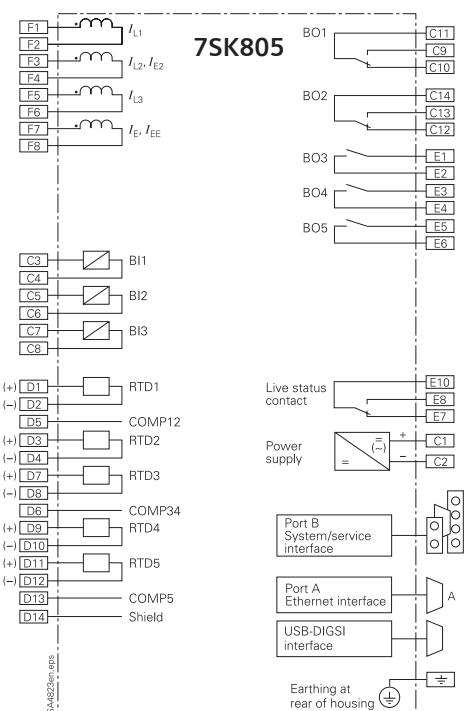 7SK805
F1
I_L1
F2
F3
I_L2, I_E2
F4
F5
I_L3
F6
F7
I_E, I_EE
F8
C3
BI1
C4
C5
BI2
C6
C7
BI3
C8
(+) D1
RTD1
(−) D2
D5
COMP12
(+) D3
RTD2
(−) D4
(+) D7
RTD3
(−) D8
D6
COMP34
(+) D9
RTD4
(−) D10
(+) D11
RTD5
(−) D12
D13
COMP5
D14
Shield
SA4823en.eps
BO1
C11
C9
C10
BO2
C14
C13
C12
BO3
E1
E2
BO4
E3
E4
BO5
E5
E6
Live status
contact
E10
E8
E7
Power
supply
=
(~)
=
+
C1
−
C2
Port B
System/service
interface
Port A
Ethernet interface
A
USB-DIGSI
interface
Earthing at
rear of housing